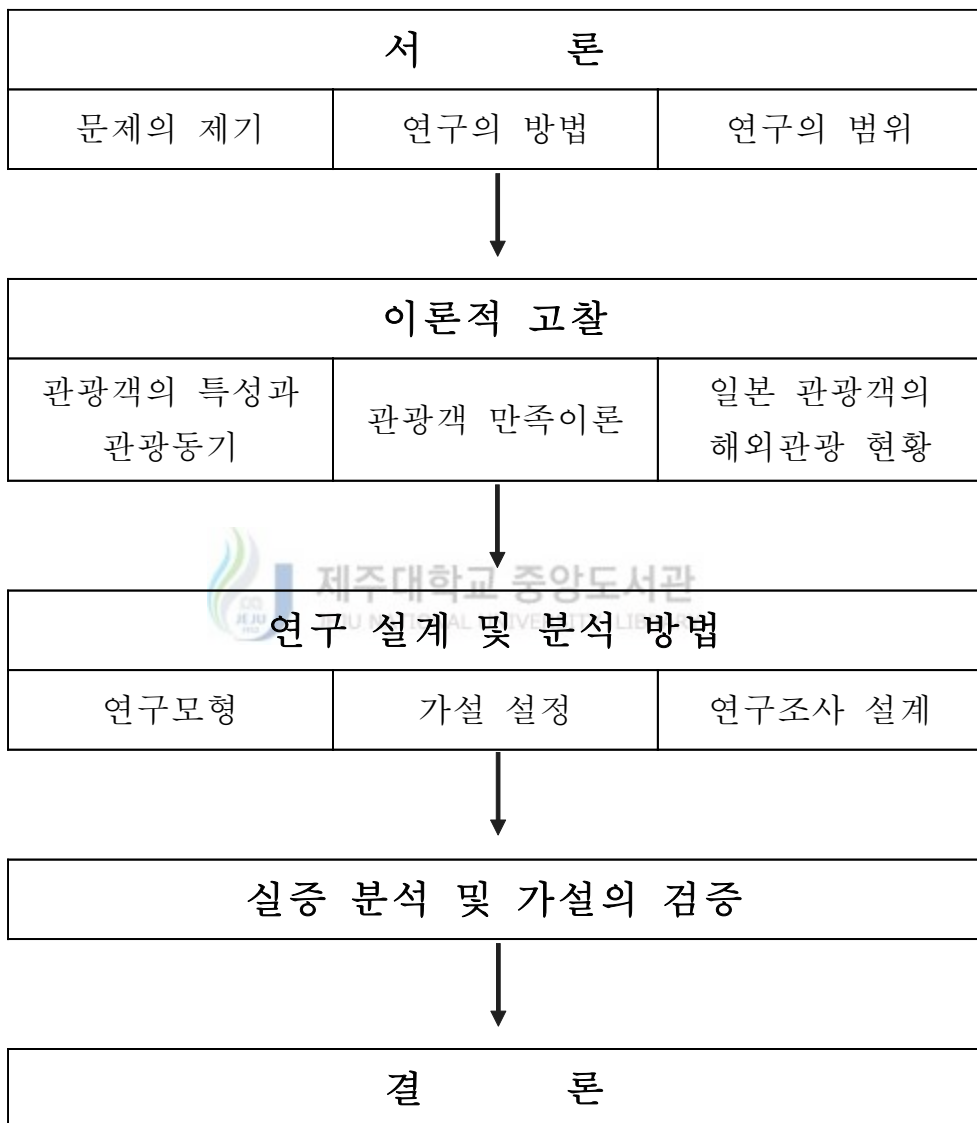 서 론
문제의 제기 연구의 방법 연구의 범위
이론적 고찰
관광객의 특성과
관광동기
관광객 만족이론
일본 관광객의
해외관광 현황
제주대학교 중앙도서관
JEJU NATIONAL UNIVERSITY LIBRARY
JEJU
연구 설계 및 분석 방법
연구모형 가설 설정 연구조사 설계
실증 분석 및 가설의 검증
결 론